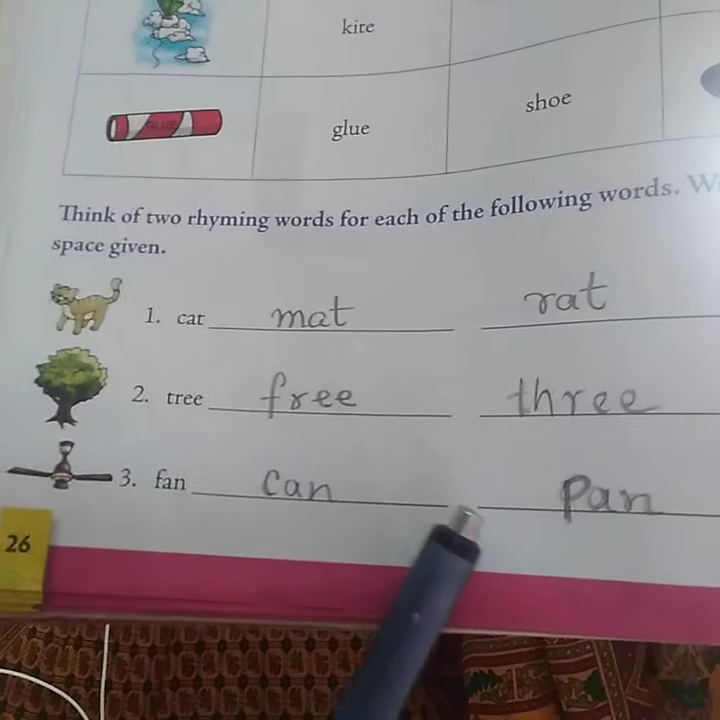 kite
glue shoe
Think of two rhyming words for each of the following words.
space given.
1. cat mat rat
2. tree free three
3. fan can pan
26